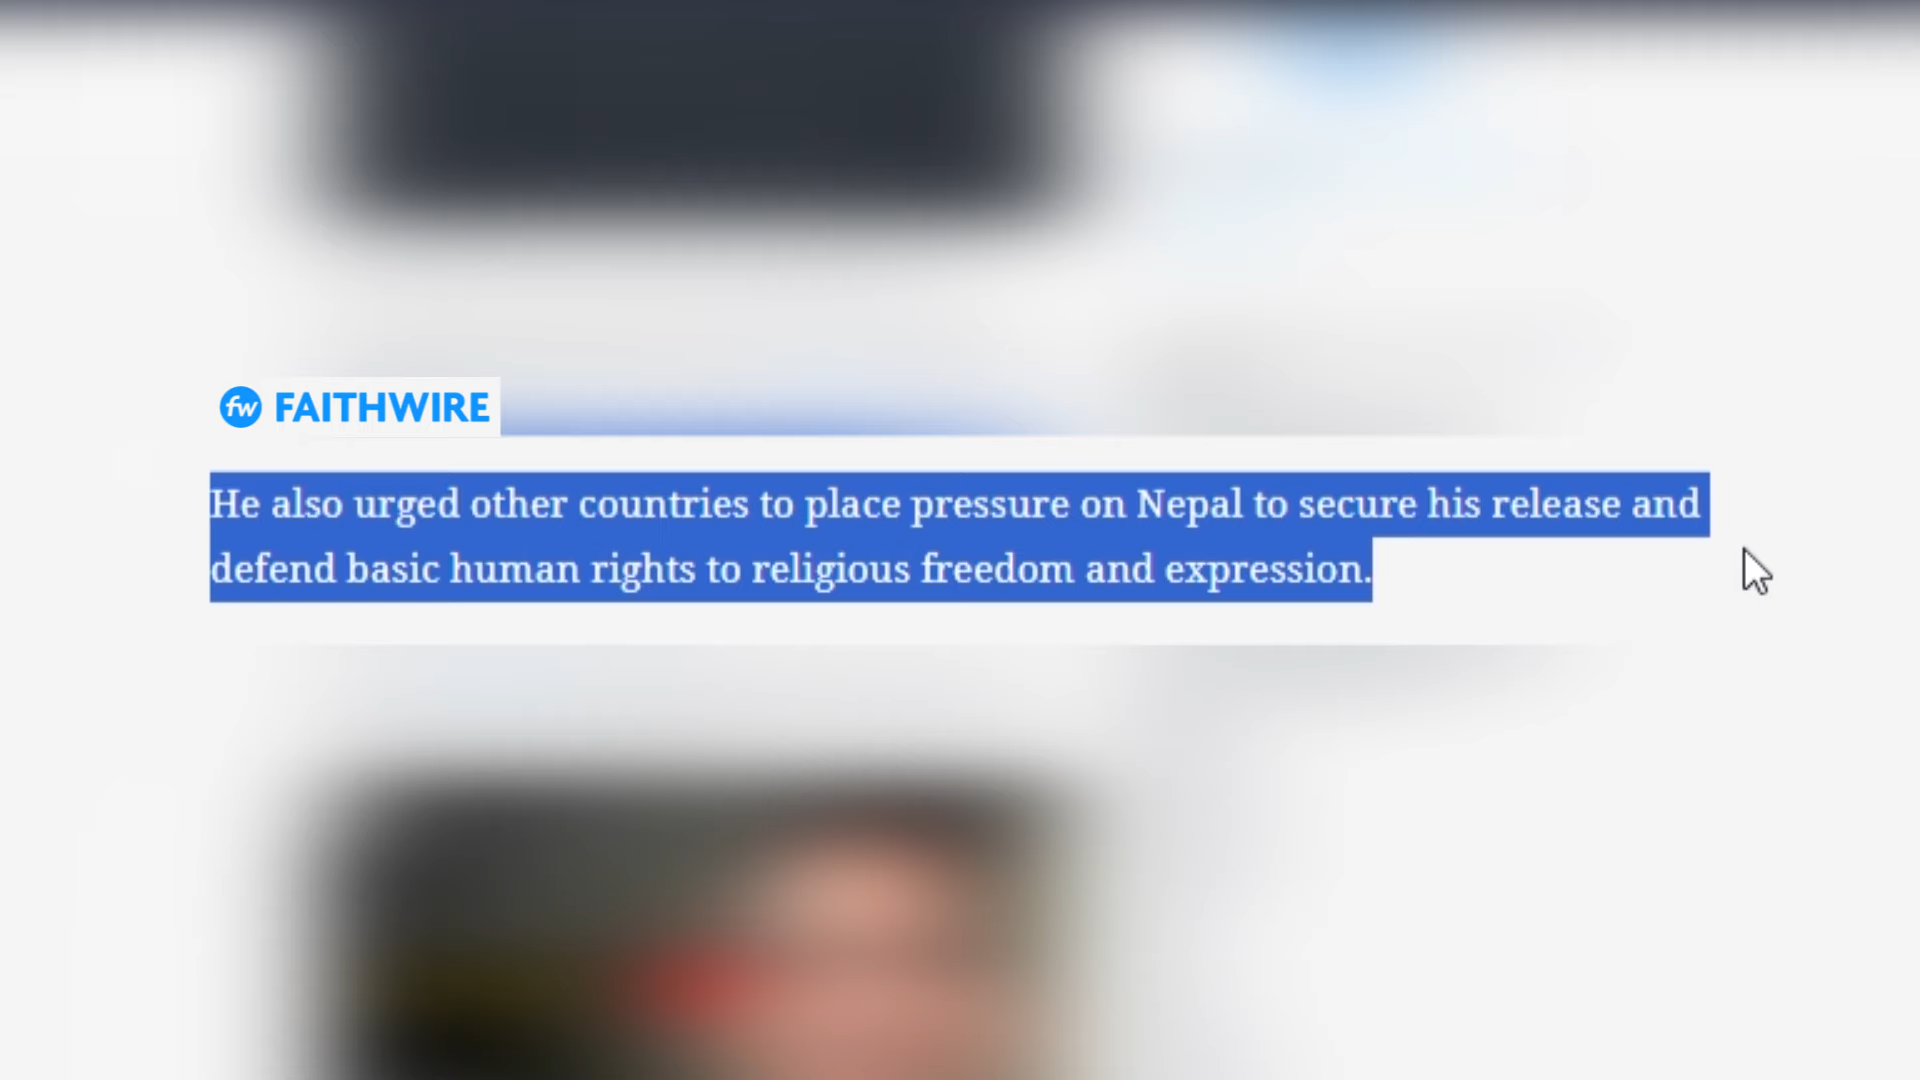 fw FAITHWIRE
He also urged other countries to place pressure on Nepal to secure his release and
defend basic human rights to religious freedom and expression.